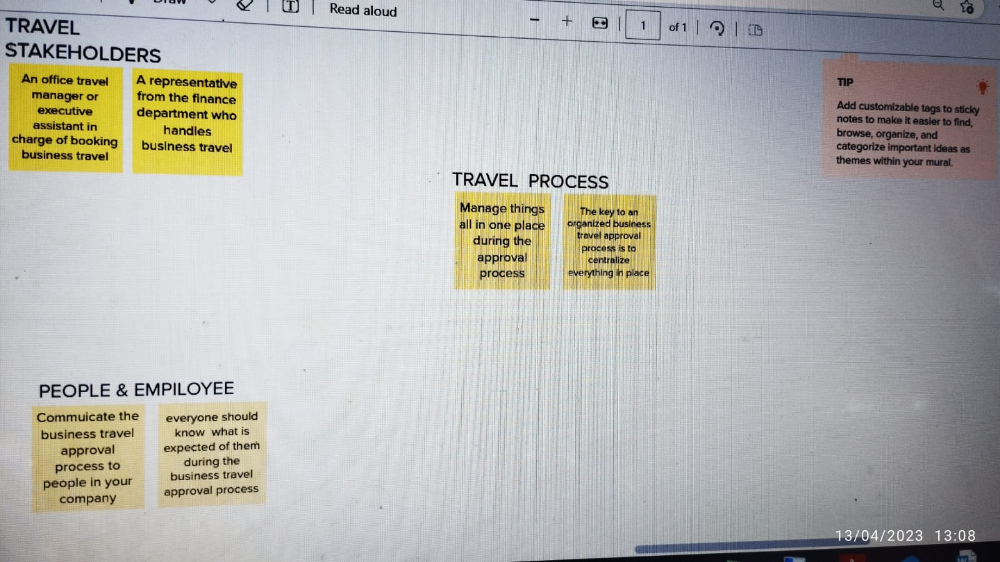 Draw
Read aloud
1
of 1
TRAVEL
STAKEHOLDERS
An office travel
manager or
executive
assistant in
charge of booking
business travel
A representative
from the finance
department who
handles
business travel
TIP
Add customizable tags to sticky
notes to make it easier to find,
browse, organize, and
categorize important ideas as
themes within your mural.
TRAVEL PROCESS
Manage things
all in one place
during the
approval
process
The key to an
organized business
travel approval
process is to
centralize
everything in place
PEOPLE & EMPILOYEE
Commuicate the
business travel
approval
process to
people in your
company
everyone should
know what is
expected of them
during the
business travel
approval process
13/04/2023 13:08